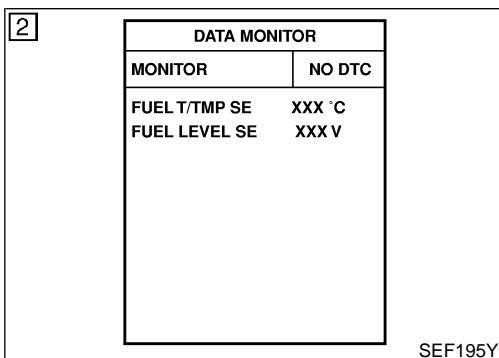 2
DATA MONITOR
MONITOR NO DTC
FUEL T/TMP SE XXX °C
FUEL LEVEL SE XXX V
SEF195Y